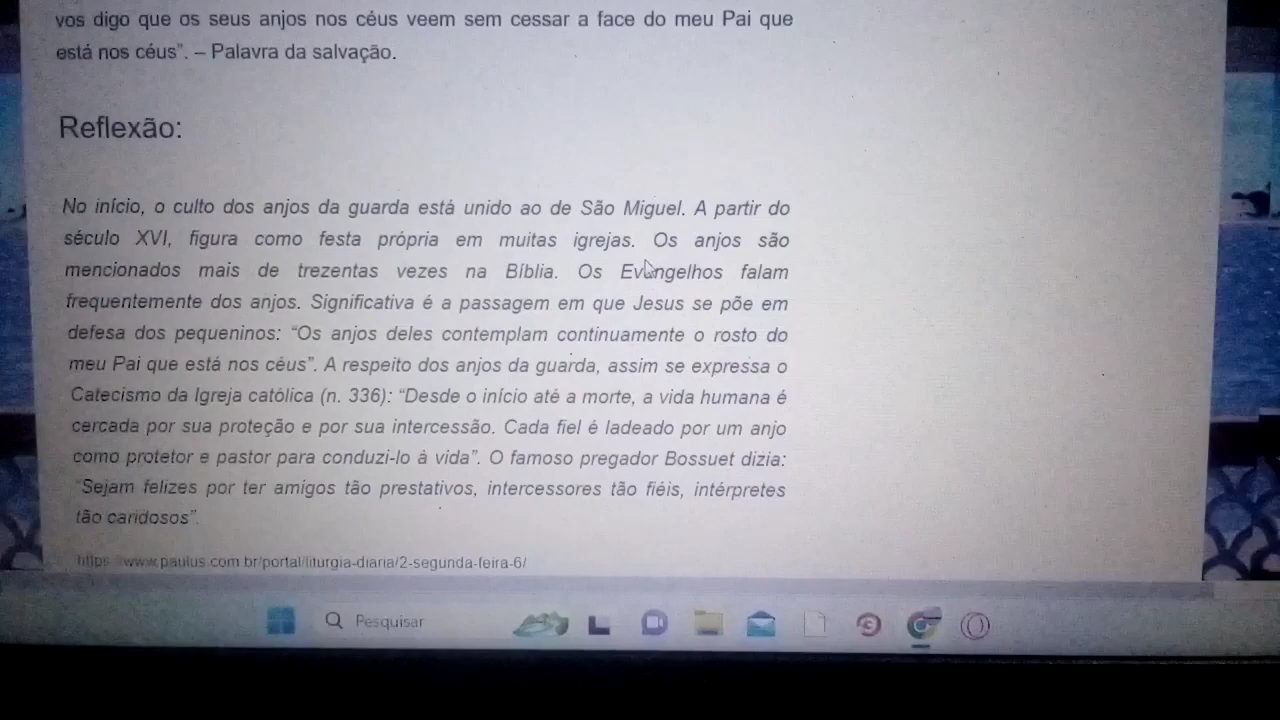 vos digo que os seus anjos nos céus veem sem cessar a face do meu Pai que
está nos céus”. – Palavra da salvação.
Reflexão:
No início, o culto dos anjos da guarda está unido ao de São Miguel. A partir do
século XVI, figura como festa própria em muitas igrejas. Os anjos são
mencionados mais de trezentas vezes na Bíblia. Os Evangelhos falam
frequentemente dos anjos. Significativa é a passagem em que Jesus se põe em
defesa dos pequeninos: “Os anjos deles contemplam continuamente o rosto do
meu Pai que está nos céus”. A respeito dos anjos da guarda, assim se expressa o
Catecismo da Igreja católica (n. 336): “Desde o início até a morte, a vida humana é
cercada por sua proteção e por sua intercessão. Cada fiel é ladeado por um anjo
como protetor e pastor para conduzi-lo à vida”. O famoso pregador Bossuet dizia:
“Sejam felizes por ter amigos tão prestativos, intercessores tão fiéis, intérpretes
tão caridosos”.
https://www.paulus.com.br/portal/liturgia-diaria/2-segunda-feira-6/
Pesquisar